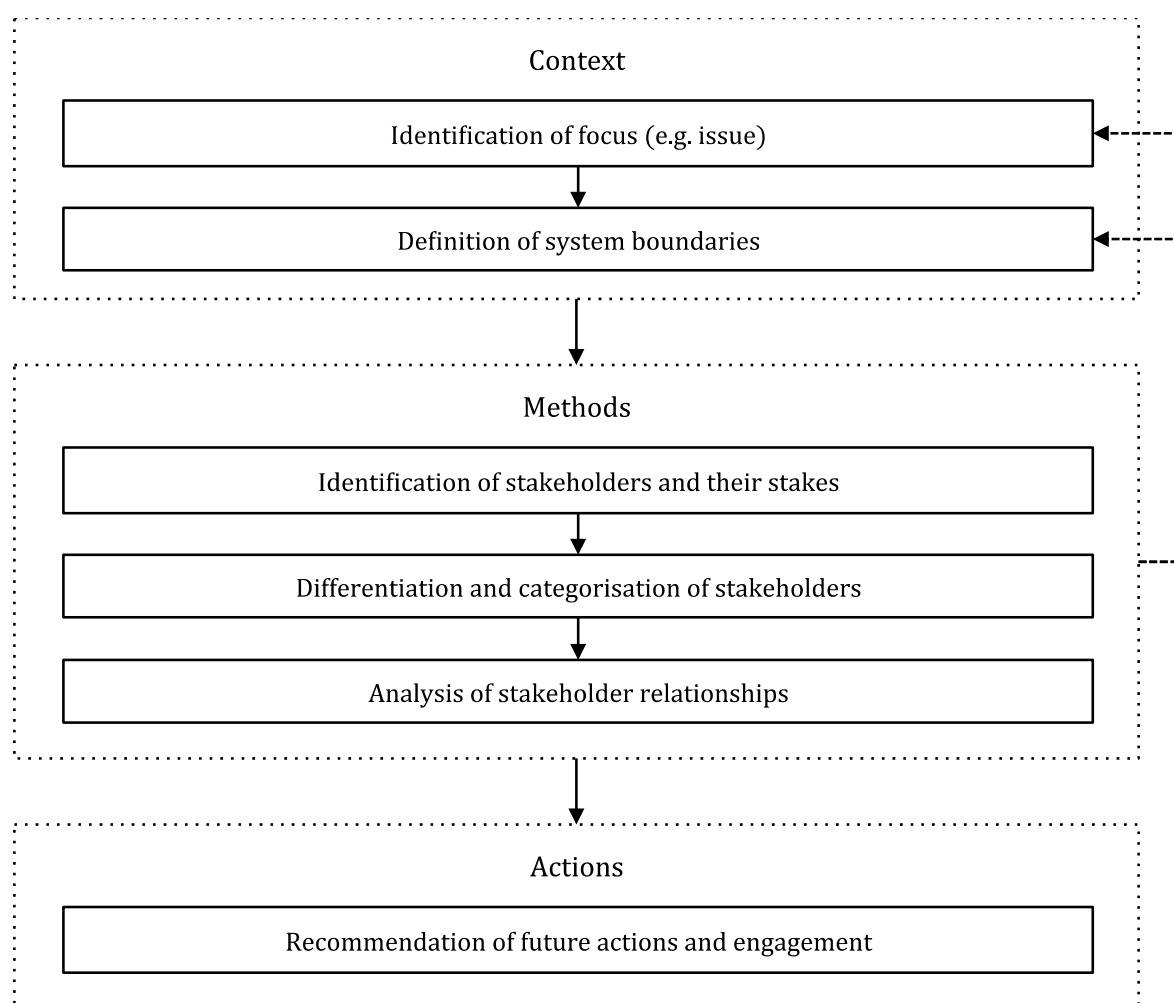 Context
Identification of focus (e.g. issue)
Definition of system boundaries
Methods
Identification of stakeholders and their stakes
Differentiation and categorisation of stakeholders
Analysis of stakeholder relationships
Actions
Recommendation of future actions and engagement